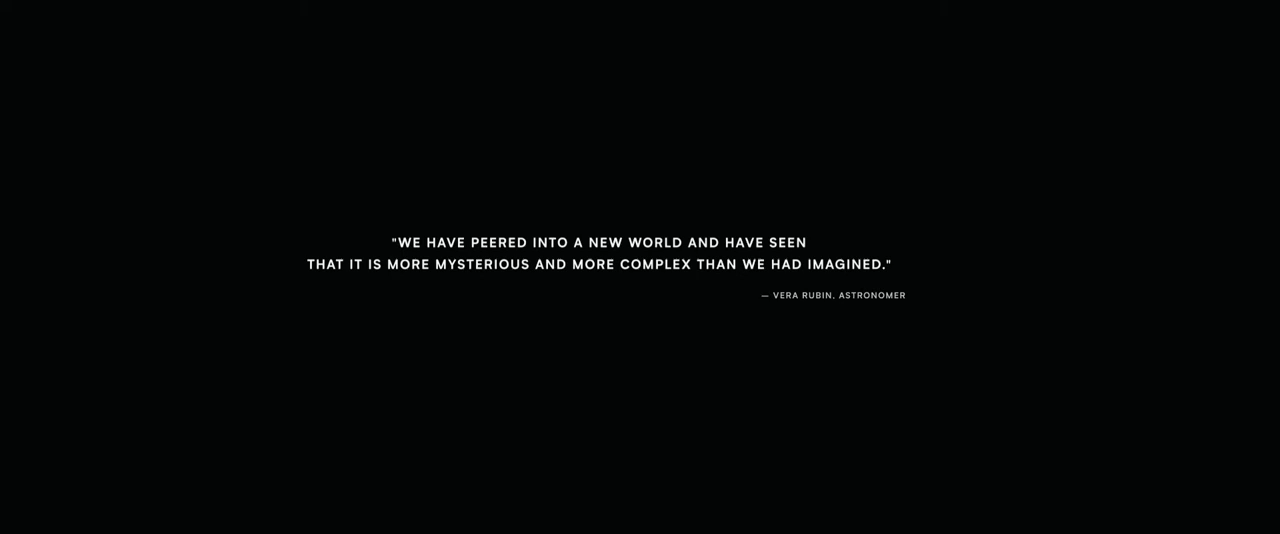 "WE HAVE PEERED INTO A NEW WORLD AND HAVE SEEN
THAT IT IS MORE MYSTERIOUS AND MORE COMPLEX THAN WE HAD IMAGINED."
— VERA RUBIN, ASTRONOMER